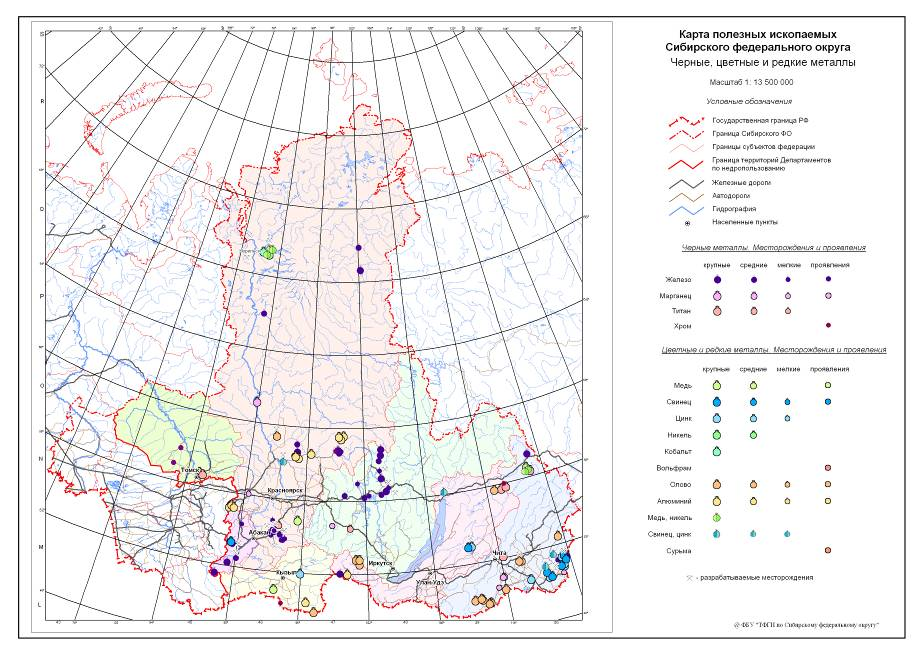 Карта полезных ископаемых
Сибирского федерального округа
Черные, цветные и редкие металлы
Масштаб 1: 13 500 000
Условные обозначения
Государственная граница РФ
Граница Сибирского ФО
Границы субъектов федерации
Граница территорий Департаментов
по недропользованию
Железные дороги
Автодороги
Гидрография
Населенные пункты
Черные металлы. Месторождения и проявления
крупные средние мелкие проявления
Железо
Марганец
Титан
Хром
Цветные и редкие металлы. Месторождения и проявления
крупные средние мелкие проявления
Медь
Свинец
Цинк
Никель
Кобальт
Вольфрам
Олово
Алюминий
Медь, никель
Свинец, цинк
Сурьма
- разрабатываемые месторождения
@ ФБУ "ТФГИ по Сибирскому федеральному округу"
Томск
Красноярск
Абакан
Кызыл
Иркутск
Улан-Удэ
Чита
R
Q
P
O
N
M
L